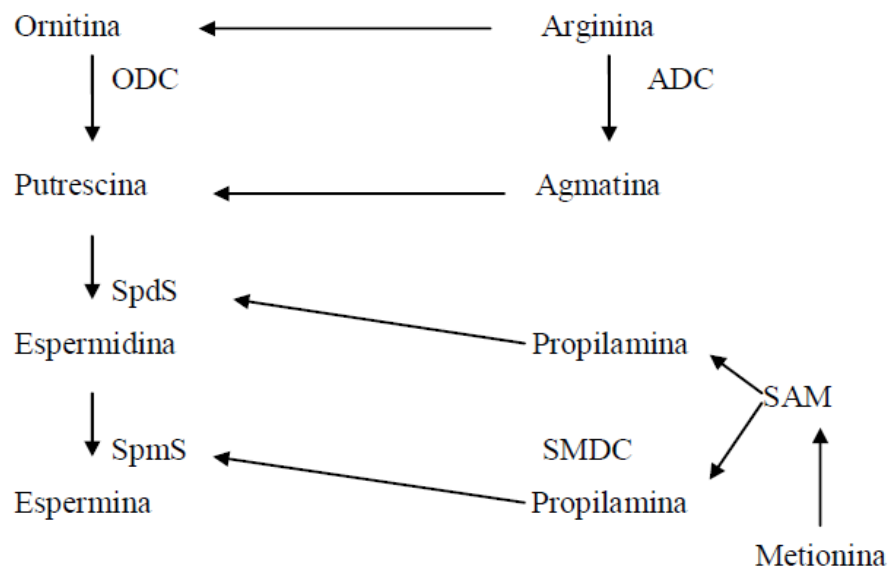 Ornitina Arginina
ODC ADC
Putrescina Agmatina
SpdS
Espermidina Propilamina
SAM
SpmS SMDC
Espermina Propilamina
Metionina